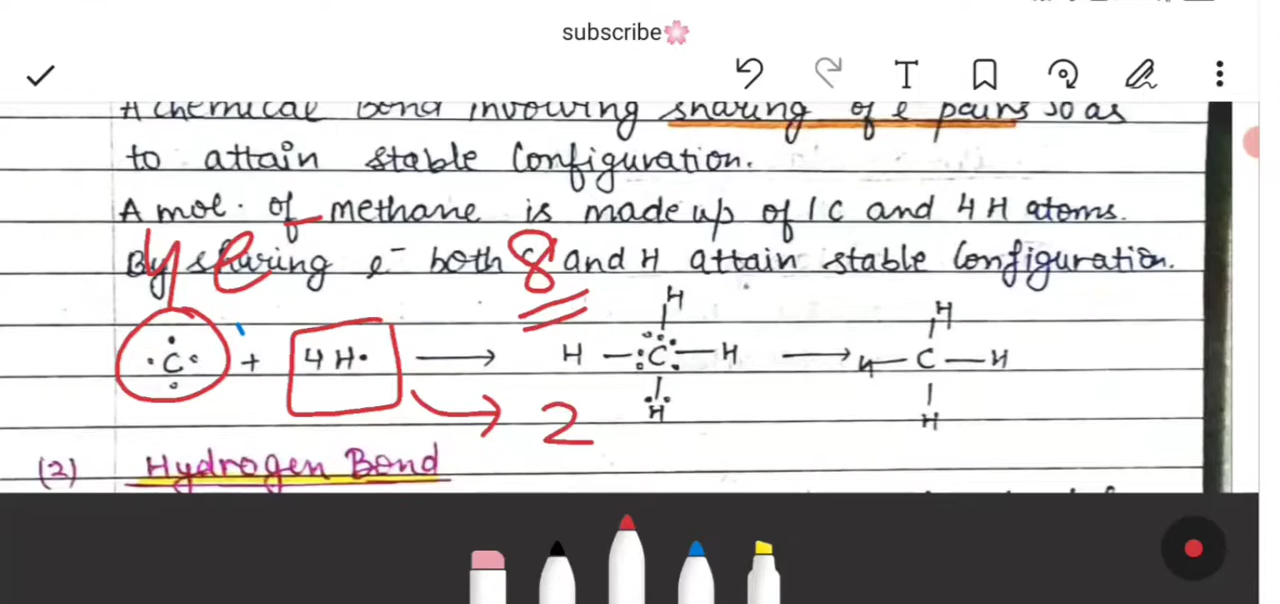 subscribe🌸
T
A chemical bond involving sharing of e pairs so as
to attain stable Configuration.
A mol. of methane is made up of 1 C and 4 H atoms.
By sharing e⁻ both C and H attain stable Configuration.
4 e 8
H H
C + 4 H• → H – C – H → H – C – H
H H
2
(2) Hydrogen Bond